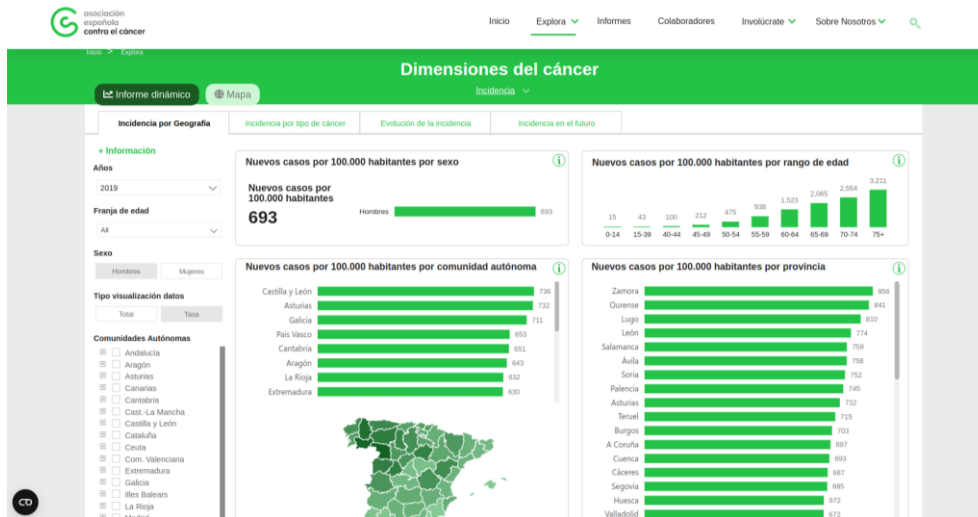 asociación
española
contra el cáncer
Inicio
Explora
Informes
Colaboradores
Involúcrate
Sobre Nosotros
Inicio > Explora
Dimensiones del cáncer
Informe dinámico
Mapa
Incidencia
Incidencia por Geografía
Incidencia por tipo de cáncer
Evolución de la incidencia
Incidencia en el futuro
+ Información
Años
2019
Franja de edad
All
Sexo
Hombres
Mujeres
Tipo visualización datos
Total
Tasa
Comunidades Autónomas
Andalucía
Aragón
Asturias
Canarias
Cantabria
Cast.-La Mancha
Castilla y León
Cataluña
Ceuta
Com. Valenciana
Extremadura
Galicia
Illes Balears
La Rioja
Madrid
Nuevos casos por 100.000 habitantes por sexo
Nuevos casos por
100.000 habitantes
693
Hombres 693
Nuevos casos por 100.000 habitantes por rango de edad
15 43 100 212 475 938 1,523 2,065 2,554 3,211
0-14 15-39 40-44 45-49 50-54 55-59 60-64 65-69 70-74 75+
Nuevos casos por 100.000 habitantes por comunidad autónoma
Castilla y León 736
Asturias 732
Galicia 711
País Vasco 653
Cantabria 651
Aragón 643
La Rioja 632
Extremadura 630
Nuevos casos por 100.000 habitantes por provincia
Zamora 856
Ourense 841
Lugo 810
León 774
Salamanca 759
Ávila 758
Soria 752
Palencia 745
Asturias 732
Teruel 715
Burgos 703
A Coruña 697
Cuenca 693
Cáceres 687
Segovia 685
Huesca 672
Valladolid 672